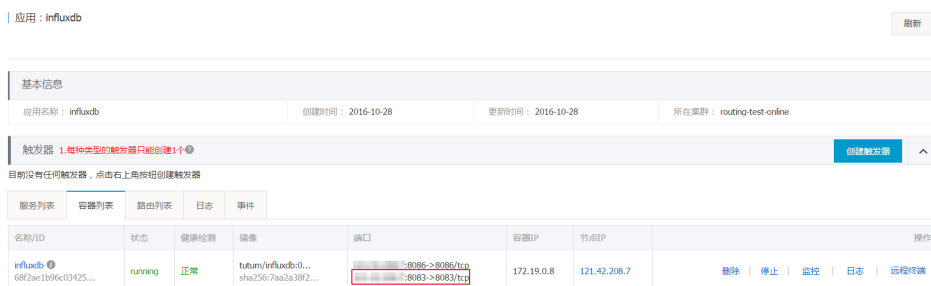 应用：influxdb
刷新
基本信息
应用名称： influxdb 创建时间： 2016-10-28 更新时间： 2016-10-28 所在集群： routing-test-online
触发器 1.每种类型的触发器只能创建1个 创建触发器
目前没有任何触发器，点击右上角按钮创建触发器
服务列表 容器列表 路由列表 日志 事件
名称/ID 状态 健康检测 镜像 端口 容器IP 节点IP 操作
influxdb running 正常 tutum/influxdb:0... :8086->8086/tcp 172.19.0.8 121.42.208.7 删除 | 停止 | 监控 | 日志 | 远程终端
68f2ae1b96c03425... sha256:7aa2a38f2... :8083->8083/tcp